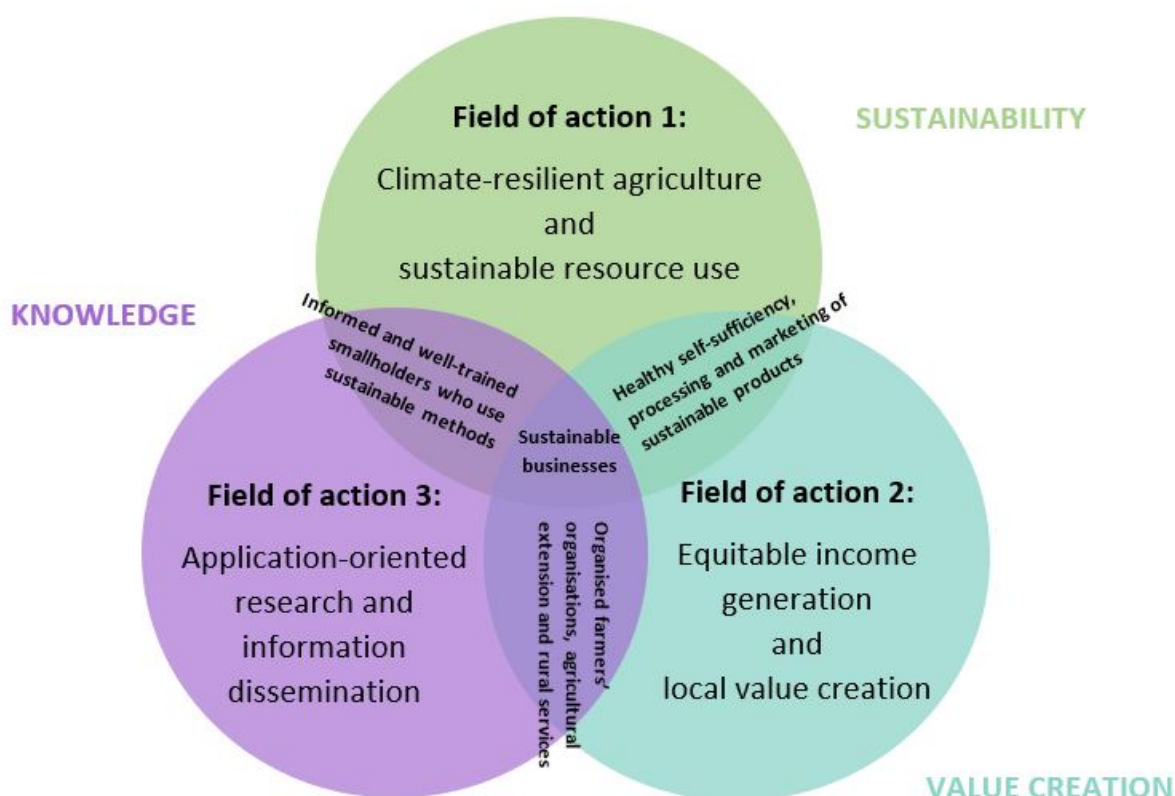 Field of action 1:
SUSTAINABILITY
Climate-resilient agriculture
and
sustainable resource use
KNOWLEDGE
Informed and well-trained
smallholders who use
sustainable methods
Healthy self-sufficiency,
processing and marketing of
sustainable products
Sustainable
businesses
Field of action 3:
Application-oriented
research and
information
dissemination
Organised farmers’
organisations, agricultural
extension and rural services
Field of action 2:
Equitable income
generation
and
local value creation
VALUE CREATION